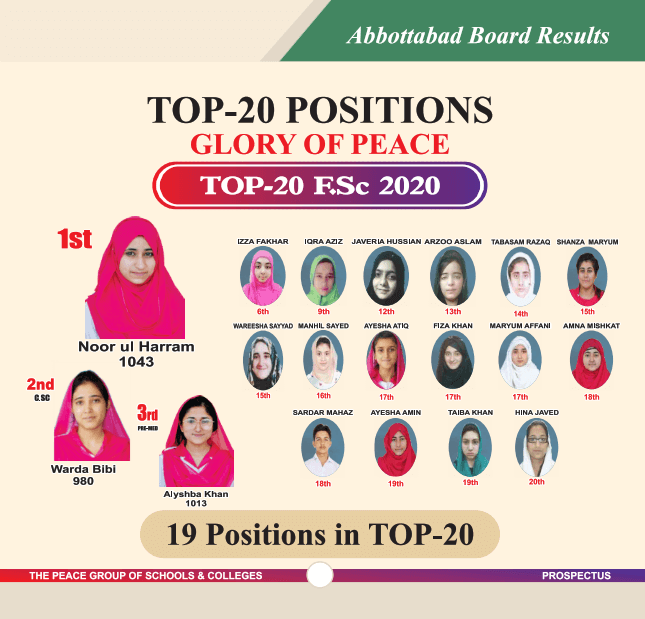 Abbottabad Board Results
TOP-20 POSITIONS
GLORY OF PEACE
TOP-20 F.Sc 2020
1st
Noor ul Harram
1043
2nd
C.SC
Warda Bibi
980
3rd
PRE-MED
Alyshba Khan
1013
IZZA FAKHAR IQRA AZIZ JAVERIA HUSSIAN ARZOO ASLAM TABASAM RAZAQ SHANZA MARYUM
6th 9th 12th 13th 14th 15th
WAREESHA SAYYAD MANHIL SAYED AYESHA ATIQ FIZA KHAN MARYUM AFFANI AMNA MISHKAT
15th 16th 17th 17th 17th 18th
SARDAR MAHAZ AYESHA AMIN TAIBA KHAN HINA JAVED
18th 19th 19th 20th
19 Positions in TOP-20
THE PEACE GROUP OF SCHOOLS & COLLEGES PROSPECTUS